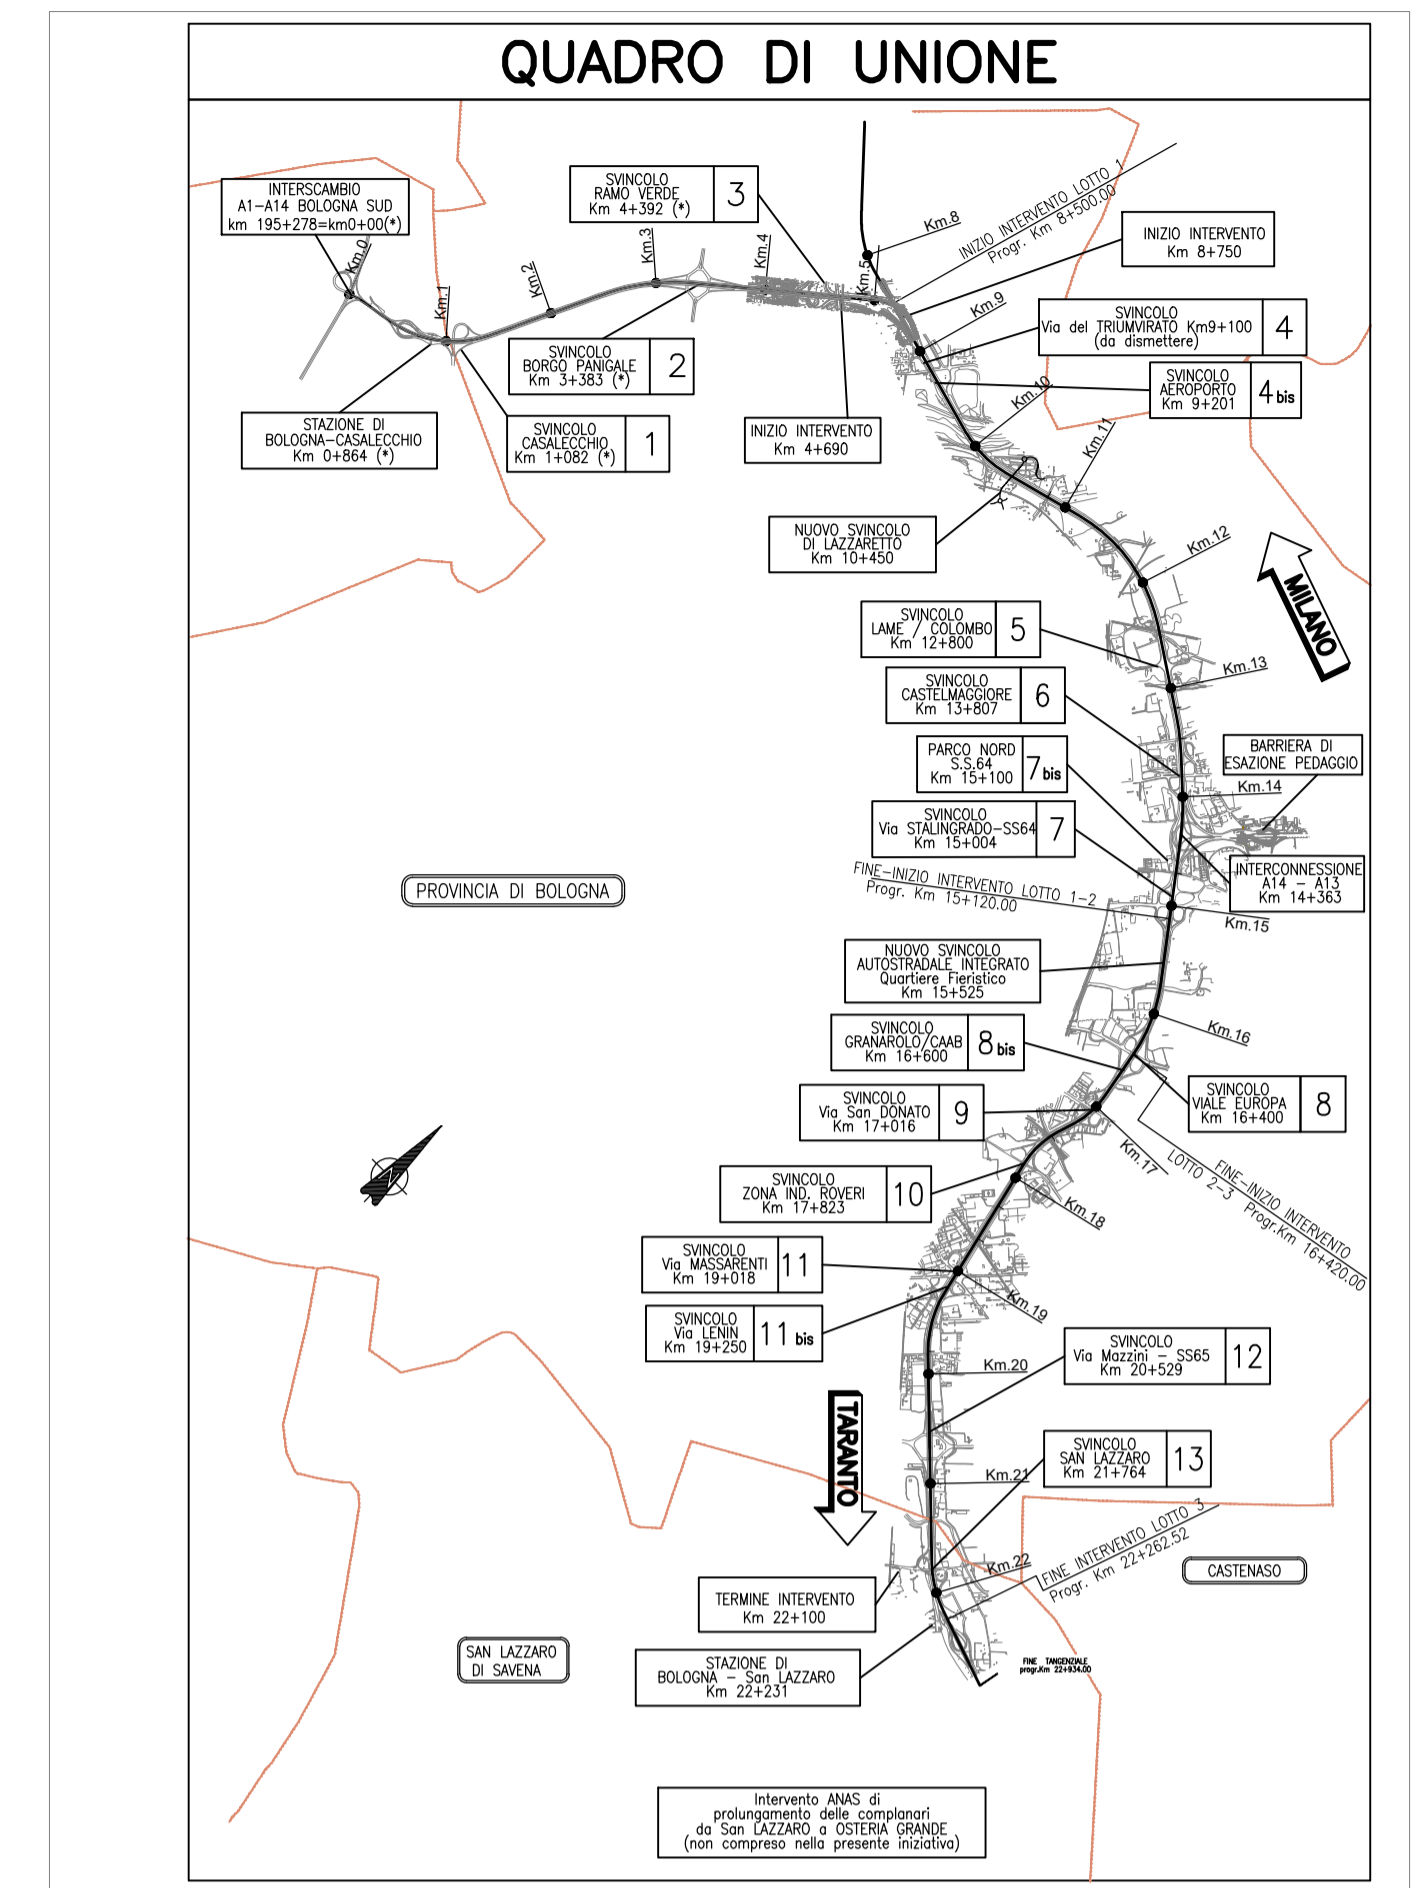 QUADRO DI UNIONE
INTERSCAMBIO
A1-A14 BOLOGNA SUD
km 195+278=km0+00(*)
SVINCOLO
RAMO VERDE
Km 4+392 (*)
3
Km.0
Km.1
Km.2
Km.3
Km.4
Km.5
Km.8
INIZIO INTERVENTO LOTTO 1
Progr. Km 8+500.00
INIZIO INTERVENTO
Km 8+750
Km.9
SVINCOLO
Via del TRIUMVIRATO Km9+100
(da dismettere)
4
SVINCOLO
BORGO PANIGALE
Km 3+383 (*)
2
SVINCOLO
AEROPORTO
Km 9+201
4 bis
Km.10
STAZIONE DI
BOLOGNA-CASALECCHIO
Km 0+864 (*)
SVINCOLO
CASALECCHIO
Km 1+082 (*)
1
INIZIO INTERVENTO
Km 4+690
Km.11
NUOVO SVINCOLO
DI LAZZARETTO
Km 10+450
Km.12
MILANO
SVINCOLO
LAME / COLOMBO
Km 12+800
5
Km.13
SVINCOLO
CASTELMAGGIORE
Km 13+807
6
PARCO NORD
S.S.64
Km 15+100
7 bis
BARRIERA DI
ESAZIONE PEDAGGIO
Km.14
SVINCOLO
Via STALINGRADO-SS64
Km 15+004
7
INTERCONNESSIONE
A14 - A13
Km 14+363
FINE-INIZIO INTERVENTO LOTTO 1-2
Progr. Km 15+120.00
PROVINCIA DI BOLOGNA
Km.15
NUOVO SVINCOLO
AUTOSTRADALE INTEGRATO
Quartiere Fieristico
Km 15+525
Km.16
SVINCOLO
GRANAROLO/CAAB
Km 16+600
8 bis
SVINCOLO
VIALE EUROPA
Km 16+400
8
SVINCOLO
Via San DONATO
Km 17+016
9
Km.17
FINE-INIZIO INTERVENTO
LOTTO 2-3 Progr.Km 16+420.00
N
SVINCOLO
ZONA IND. ROVERI
Km 17+823
10
Km.18
SVINCOLO
Via MASSARENTI
Km 19+018
11
Km.19
SVINCOLO
Via LENIN
Km 19+250
11 bis
SVINCOLO
Via Mazzini - SS65
Km 20+529
12
Km.20
TARANTO
SVINCOLO
SAN LAZZARO
Km 21+764
13
Km.21
FINE INTERVENTO LOTTO 3
Progr. Km 22+262.52
Km.22
CASTENASO
TERMINE INTERVENTO
Km 22+100
SAN LAZZARO
DI SAVENA
STAZIONE DI
BOLOGNA - San LAZZARO
Km 22+231
FINE TANGENZIALE
progr.Km 22+934.00
Intervento ANAS di
prolungamento delle complanari
da San LAZZARO a OSTERIA GRANDE
(non compreso nella presente iniziativa)